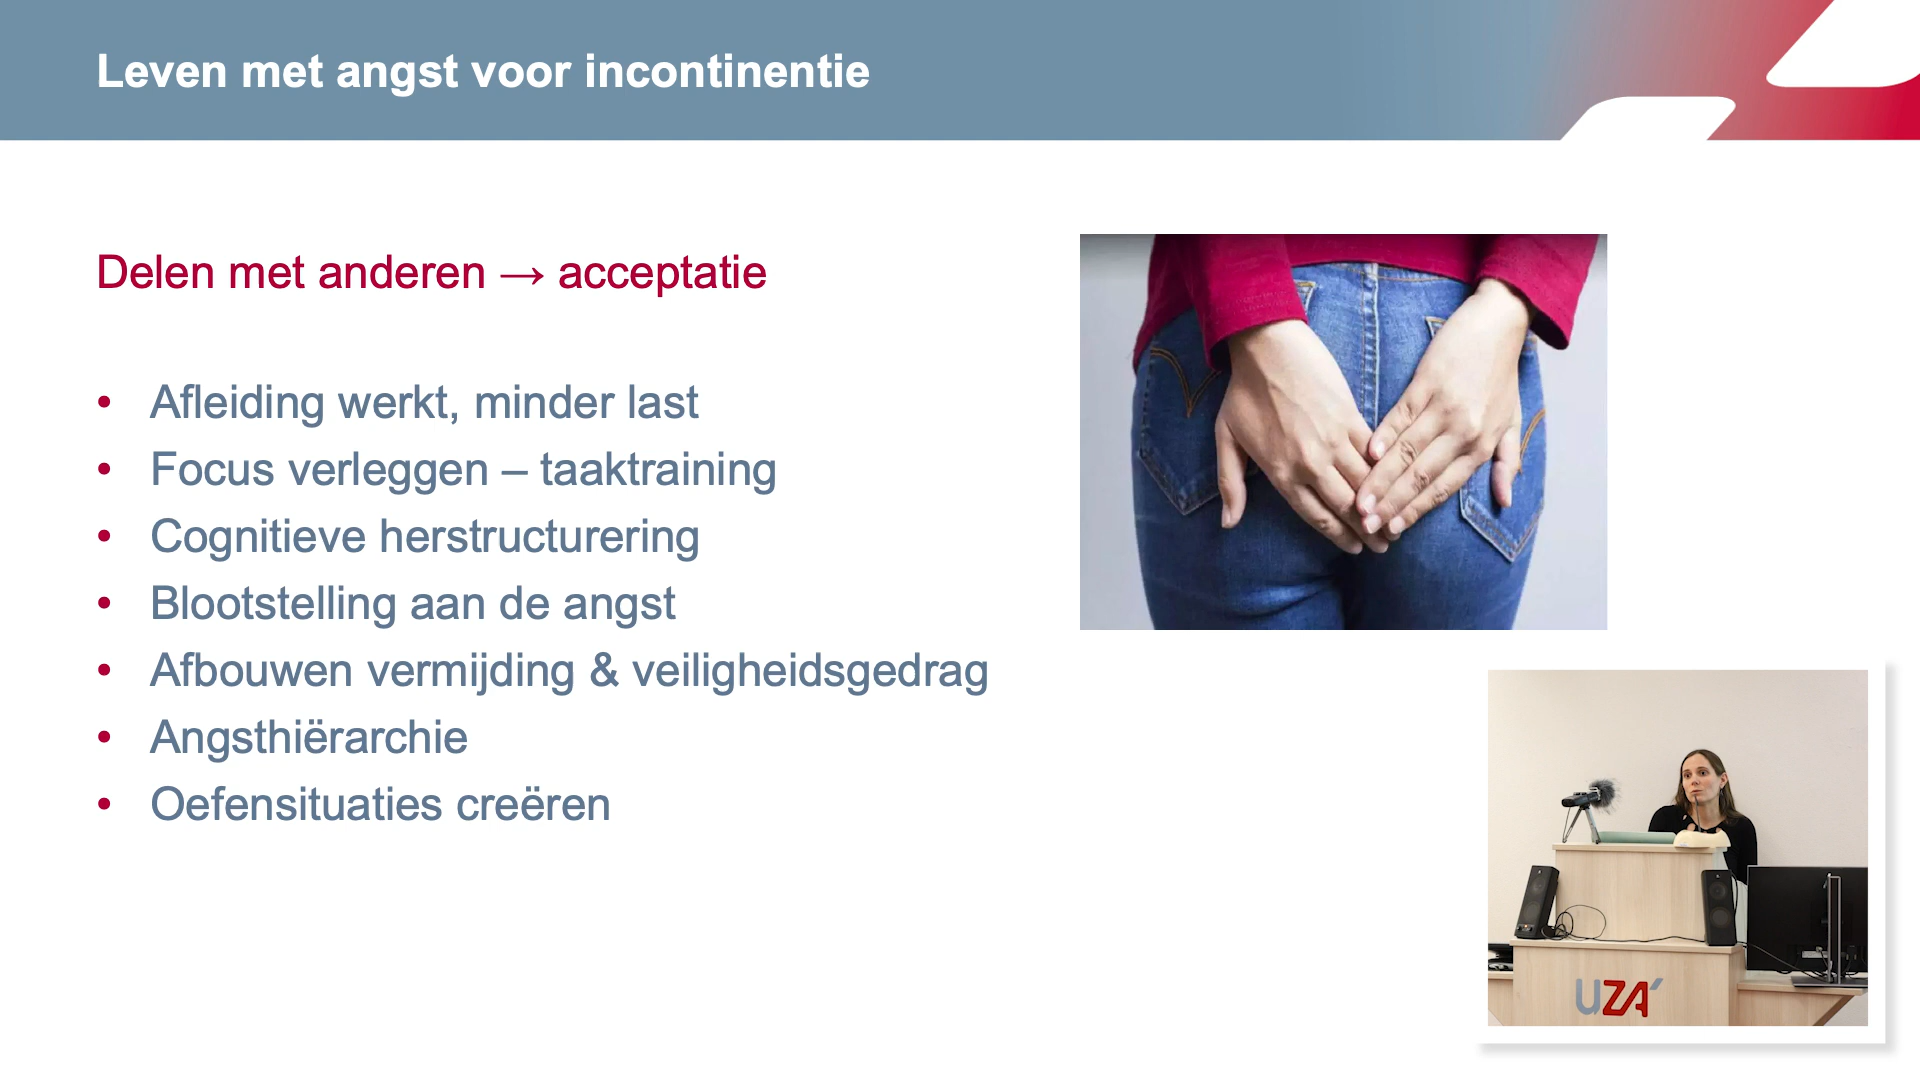 Leven met angst voor incontinentie
Delen met anderen → acceptatie
• Afleiding werkt, minder last
• Focus verleggen – taaktraining
• Cognitieve herstructurering
• Blootstelling aan de angst
• Afbouwen vermijding & veiligheidsgedrag
• Angsthiërarchie
• Oefensituaties creëren
UZA